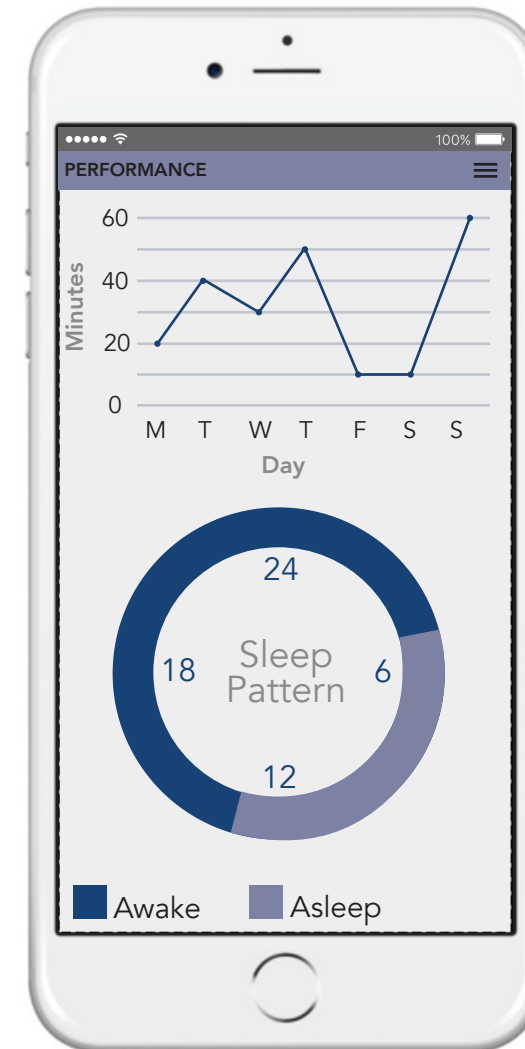 100%
PERFORMANCE
60
40
20
0
Minutes
M T W T F S S
Day
24
18
Sleep
Pattern
6
12
Awake
Asleep